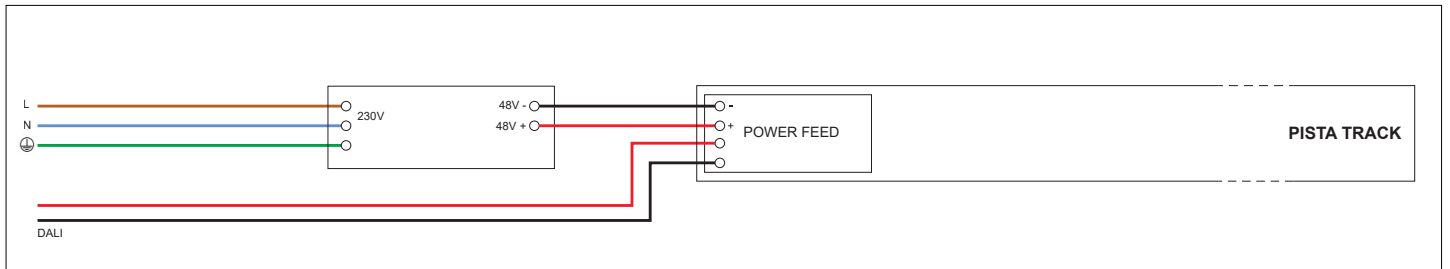 L
N
230V
48V -
48V +
-
+
POWER FEED
PISTA TRACK
DALI